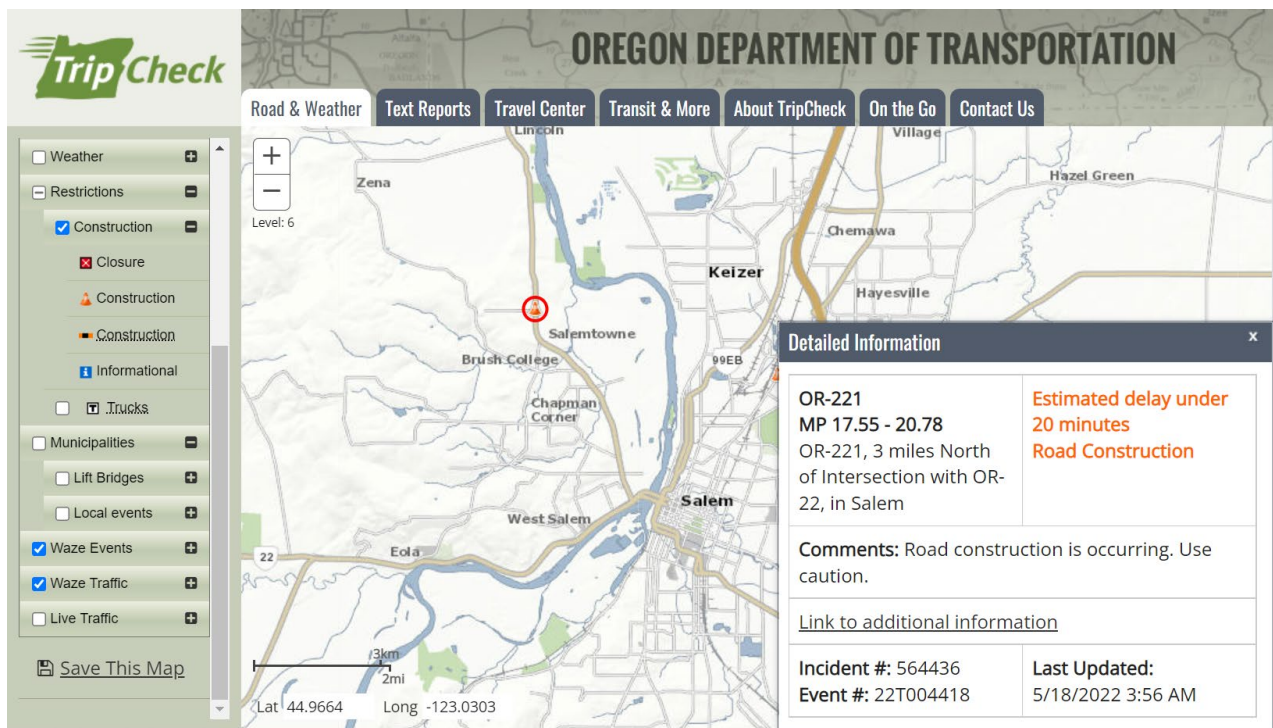 Trip Check
OREGON DEPARTMENT OF TRANSPORTATION
Road & Weather
Text Reports
Travel Center
Transit & More
About TripCheck
On the Go
Contact Us
Weather
Restrictions
Construction
Closure
Construction
Construction
Informational
Trucks
Municipalities
Lift Bridges
Local events
Waze Events
Waze Traffic
Live Traffic
Save This Map
+
−
Level: 6
Lincoln
Village
Zena
Hazel Green
Chemawa
Keizer
Hayesville
Salemtowne
Brush College
99EB
Chapman
Corner
Salem
West Salem
22
Eola
3km
2mi
Lat 44.9664
Long -123.0303
Detailed Information
x
OR-221
MP 17.55 - 20.78
OR-221, 3 miles North
of Intersection with OR-
22, in Salem
Estimated delay under
20 minutes
Road Construction
Comments: Road construction is occurring. Use
caution.
Link to additional information
Incident #: 564436
Event #: 22T004418
Last Updated:
5/18/2022 3:56 AM